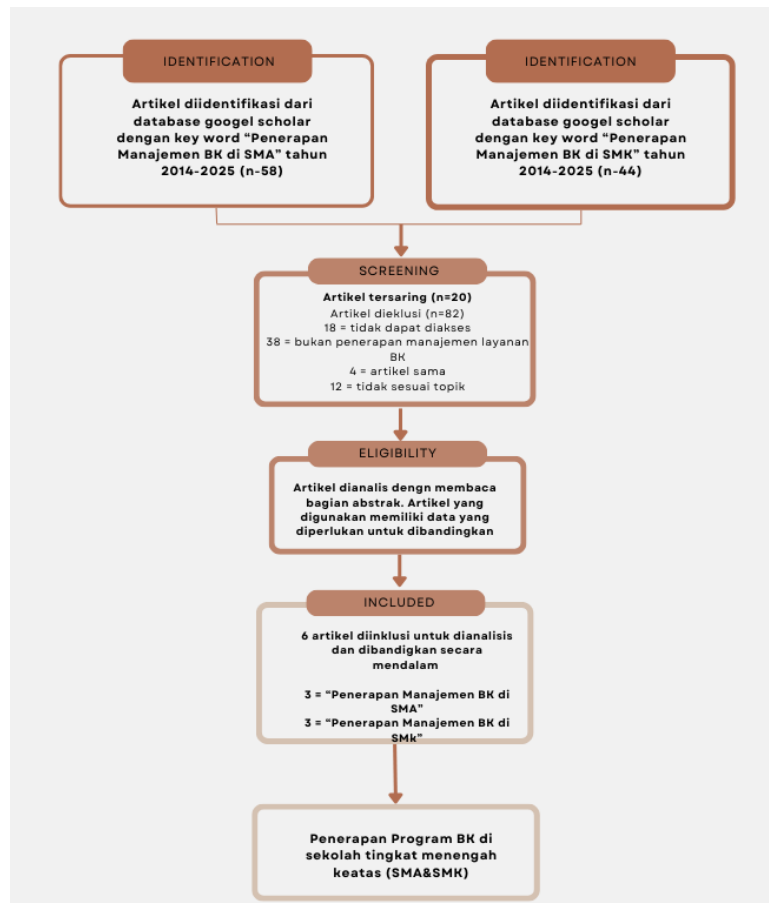 IDENTIFICATION
Artikel diidentifikasi dari
database googel scholar
dengan key word “Penerapan
Manajemen BK di SMA” tahun
2014-2025 (n-58)
IDENTIFICATION
Artikel diidentifikasi dari
database googel scholar
dengan key word “Penerapan
Manajemen BK di SMK” tahun
2014-2025 (n-44)
SCREENING
Artikel tersaring (n=20)
Artikel dieklusi (n=82)
18 = tidak dapat diakses
38 = bukan penerapan manajemen layanan
BK
4 = artikel sama
12 = tidak sesuai topik
ELIGIBILITY
Artikel dianalis dengn membaca
bagian abstrak. Artikel yang
digunakan memiliki data yang
diperlukan untuk dibandingkan
INCLUDED
6 artikel diinklusi untuk dianalisis
dan dibandigkan secara
mendalam
3 = “Penerapan Manajemen BK di
SMA”
3 = “Penerapan Manajemen BK di
SMk”
Penerapan Program BK di
sekolah tingkat menengah
keatas (SMA&SMK)